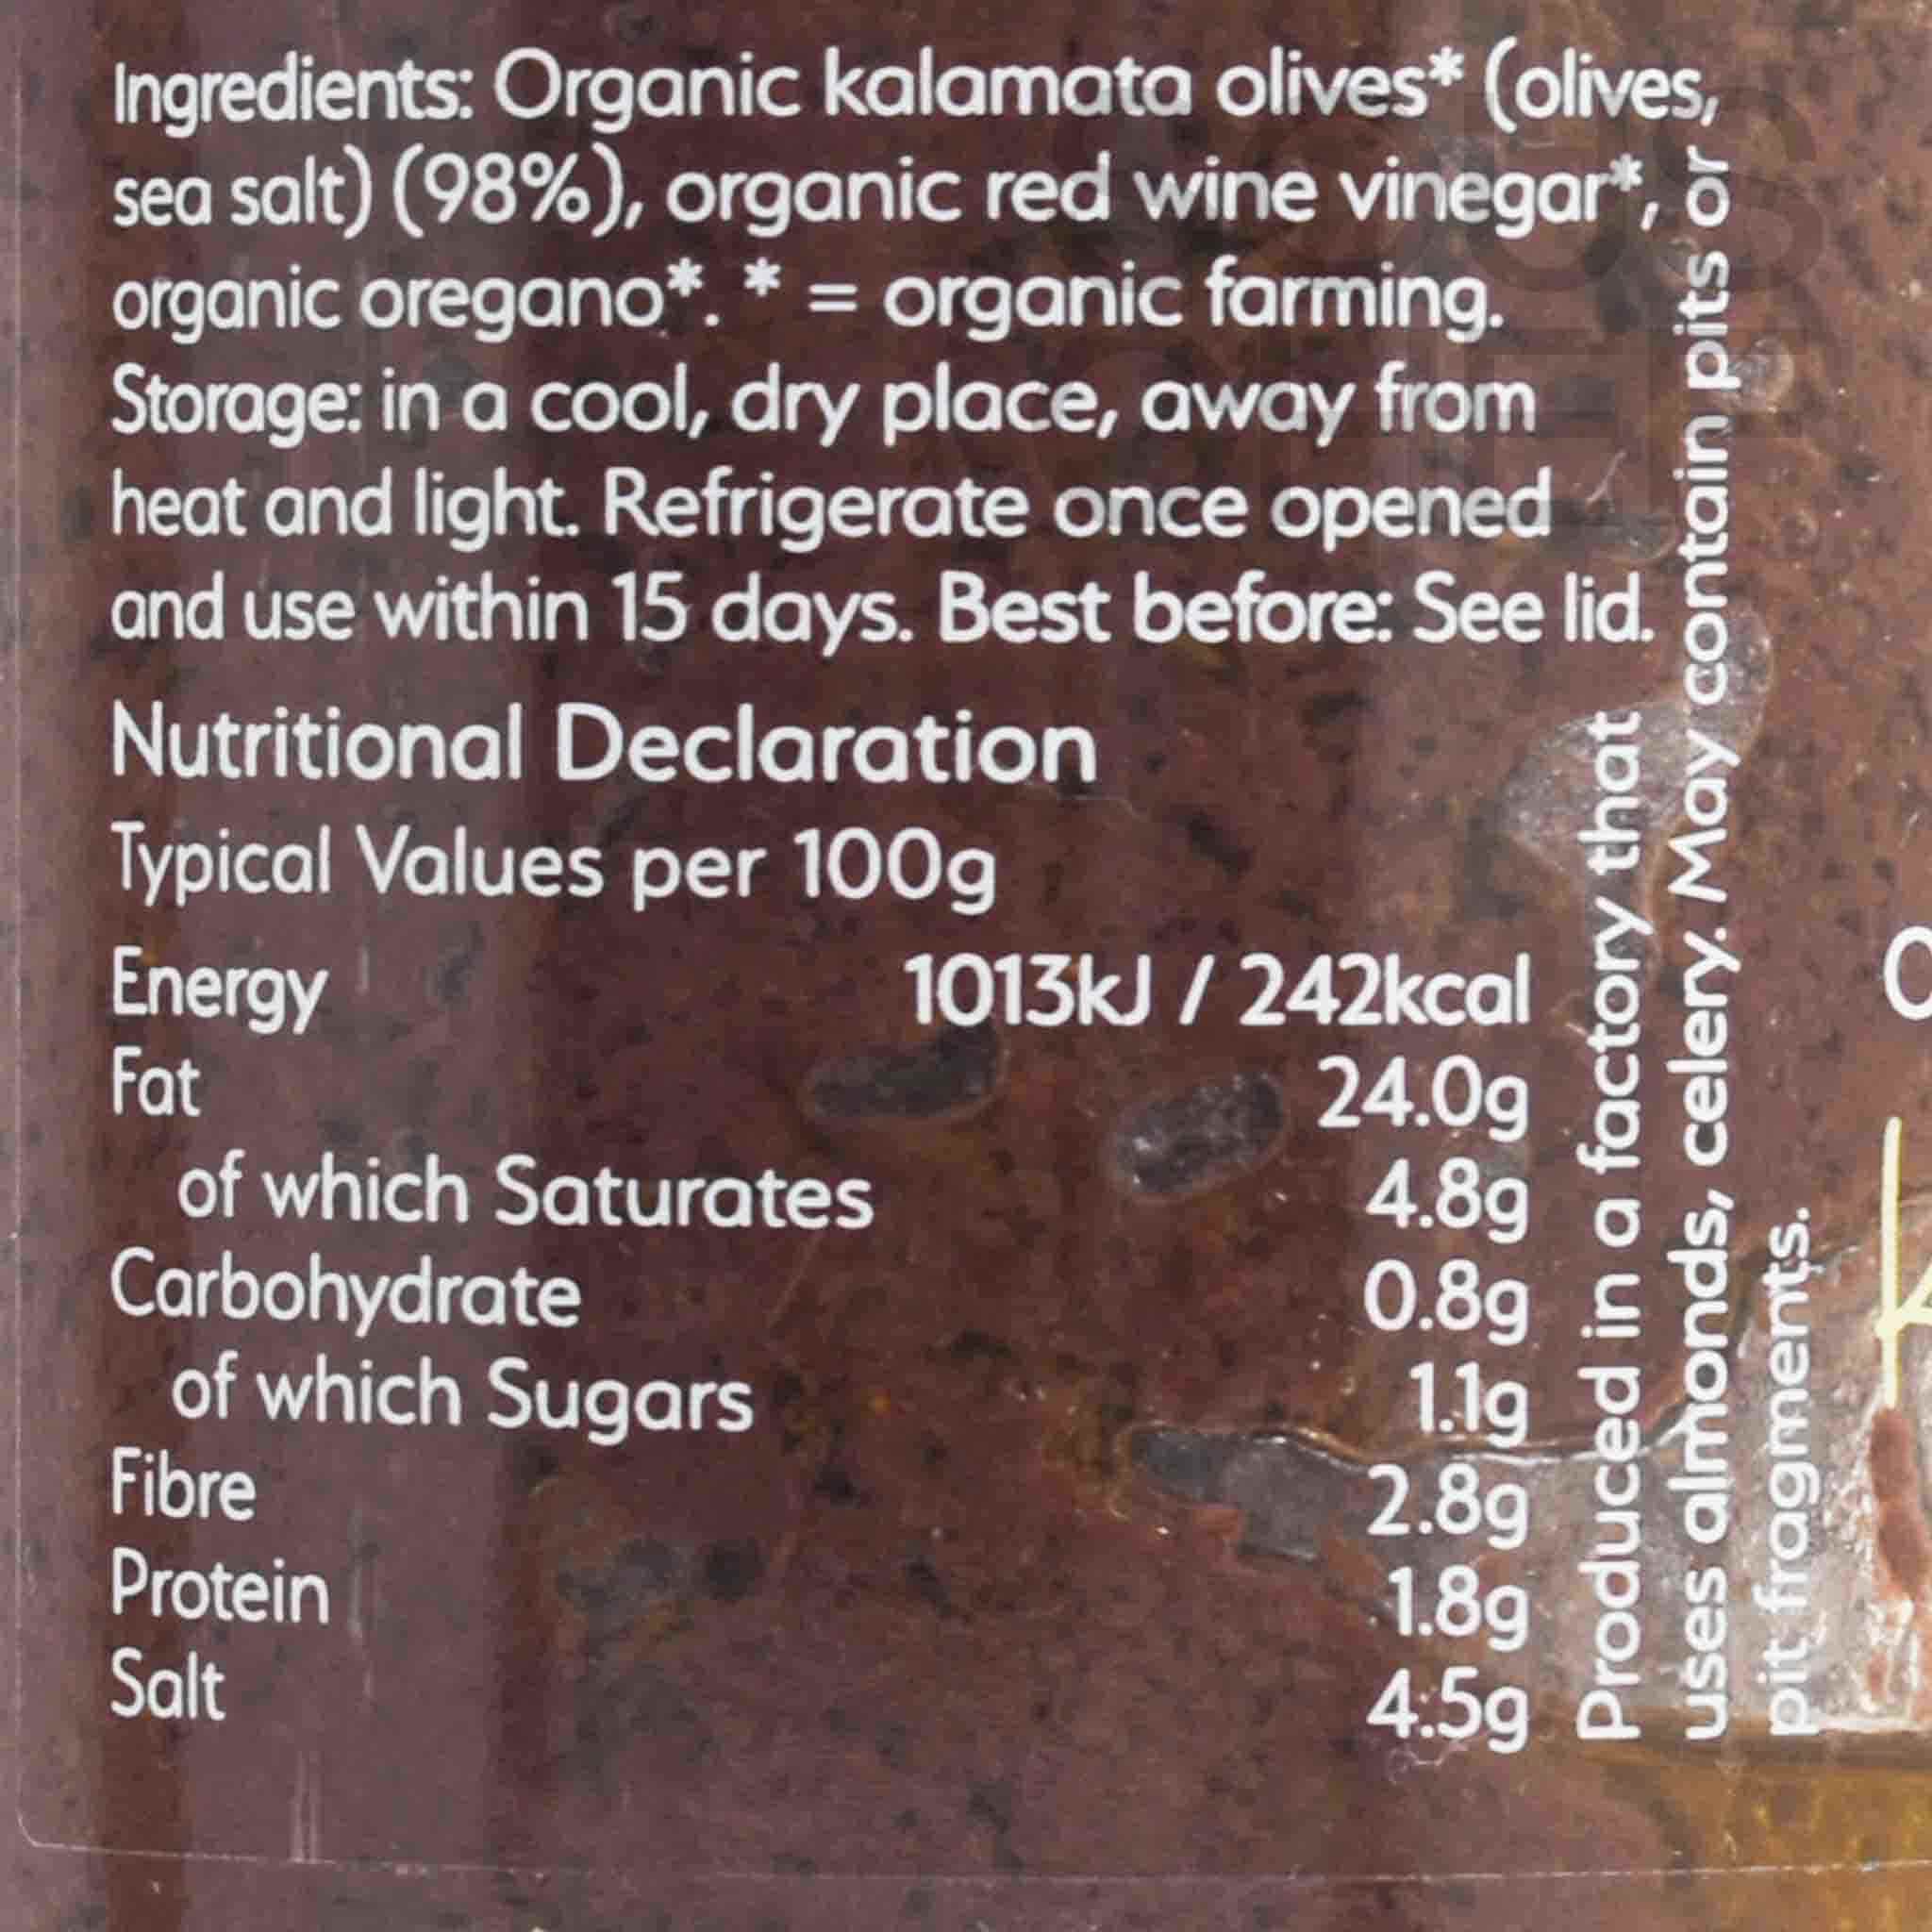 Ingredients: Organic kalamata olives* (olives,
sea salt) (98%), organic red wine vinegar*,
organic oregano*. * = organic farming.
Storage: in a cool, dry place, away from
heat and light. Refrigerate once opened
and use within 15 days. Best before: See lid.
Nutritional Declaration
Typical Values per 100g
Energy 1013kJ / 242kcal
Fat 24.0g
of which Saturates 4.8g
Carbohydrate 0.8g
of which Sugars 1.1g
Fibre 2.8g
Protein 1.8g
Salt 4.5g
Produced in a factory that
uses almonds, celery. May contain pits or
pit fragments.